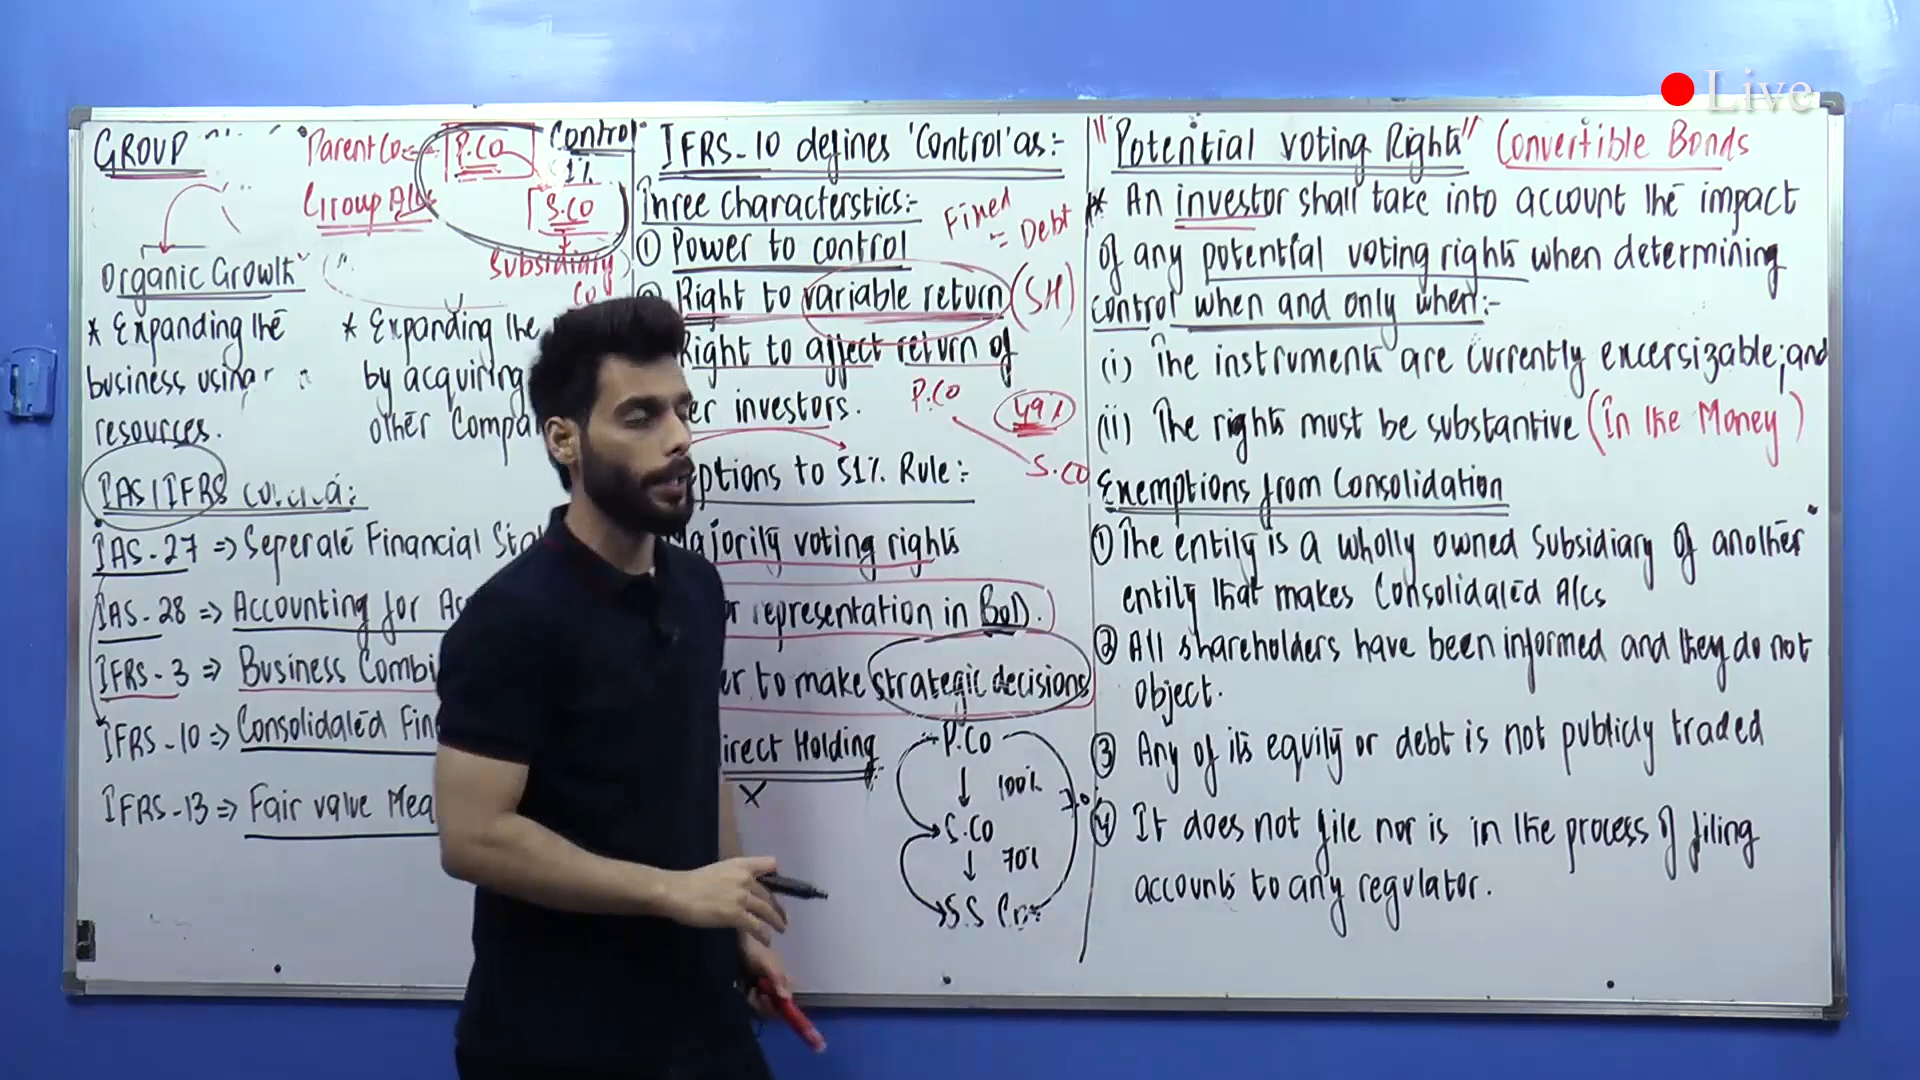 Live
GROUP
Parent Co
P.CO
Group A/Cs
Control
51%
S.CO
Subsidiary
Co
Organic Growth
* Expanding the
business using
resources.
* Expanding the
by acquiring
other Compan
IAS/IFRS
IAS-27 => Seperate Financial Sta
IAS-28 => Accounting for As
IFRS-3 => Business Combi
IFRS-10 => Consolidated Fin
IFRS-13 => Fair value Mea
IFRS-10 defines 'Control' as:-
Three characterstics:-
① Power to control
Fixed
= Debt
② Right to variable return (SH)
Right to affect return of
er investors.
P.CO
49%
S.CO
ptions to 51% Rule:-
Majority voting rights
or representation in BoD.
er to make strategic decisions
irect Holding
X
P.CO
100%
S.CO
70%
S.S Co
"Potential voting Rights" Convertible Bonds
* An investor shall take into account the impact
of any potential voting rights when determining
control when and only when:-
(i) The instruments are currently excersizable; and
(ii) The rights must be substantive (In the Money)
Exemptions from Consolidation
① The entity is a wholly owned Subsidiary of another
entity that makes Consolidated A/Cs
② All shareholders have been informed and they do not
object.
③ Any of its equity or debt is not publicly traded
④ It does not file nor is in the process of filing
accounts to any regulator.